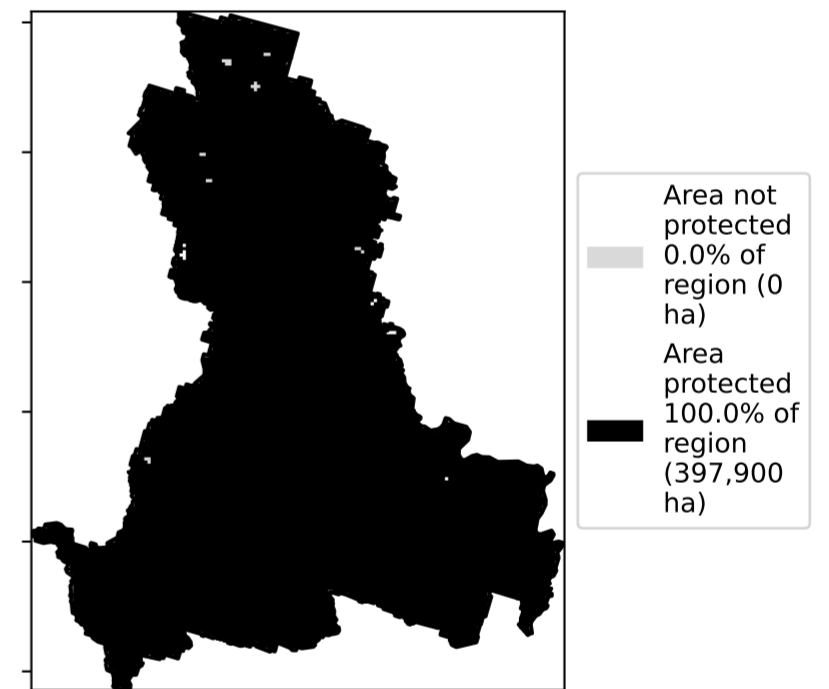 Area not
protected
0.0% of
region (0
ha)
Area
protected
100.0% of
region
(397,900
ha)